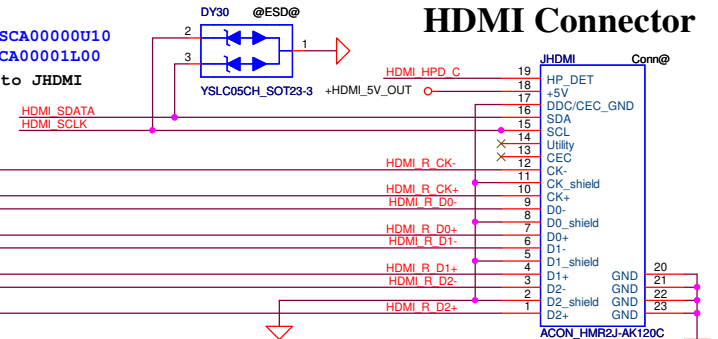 HDMI Connector
SCA00000U10
CA00001L00
to JHDMI
DY30 @ESD@
2
3
1
YSLC05CH_SOT23-3
+HDMI_5V_OUT
HDMI_HPD_C
HDMI_SDATA
HDMI_SCLK
HDMI_R_CK-
HDMI_R_CK+
HDMI_R_D0-
HDMI_R_D0+
HDMI_R_D1-
HDMI_R_D1+
HDMI_R_D2-
HDMI_R_D2+
JHDMI Conn@
19 HP_DET
18 +5V
17 DDC/CEC_GND
16 SDA
15 SCL
14 Utility
13 CEC
12 CK-
11 CK_shield
10 CK+
9 D0-
8 D0_shield
7 D0+
6 D1-
5 D1_shield
4 D1+ GND 20
3 D2- GND 21
2 D2_shield GND 22
1 D2+ GND 23
ACON_HMR2J-AK120C